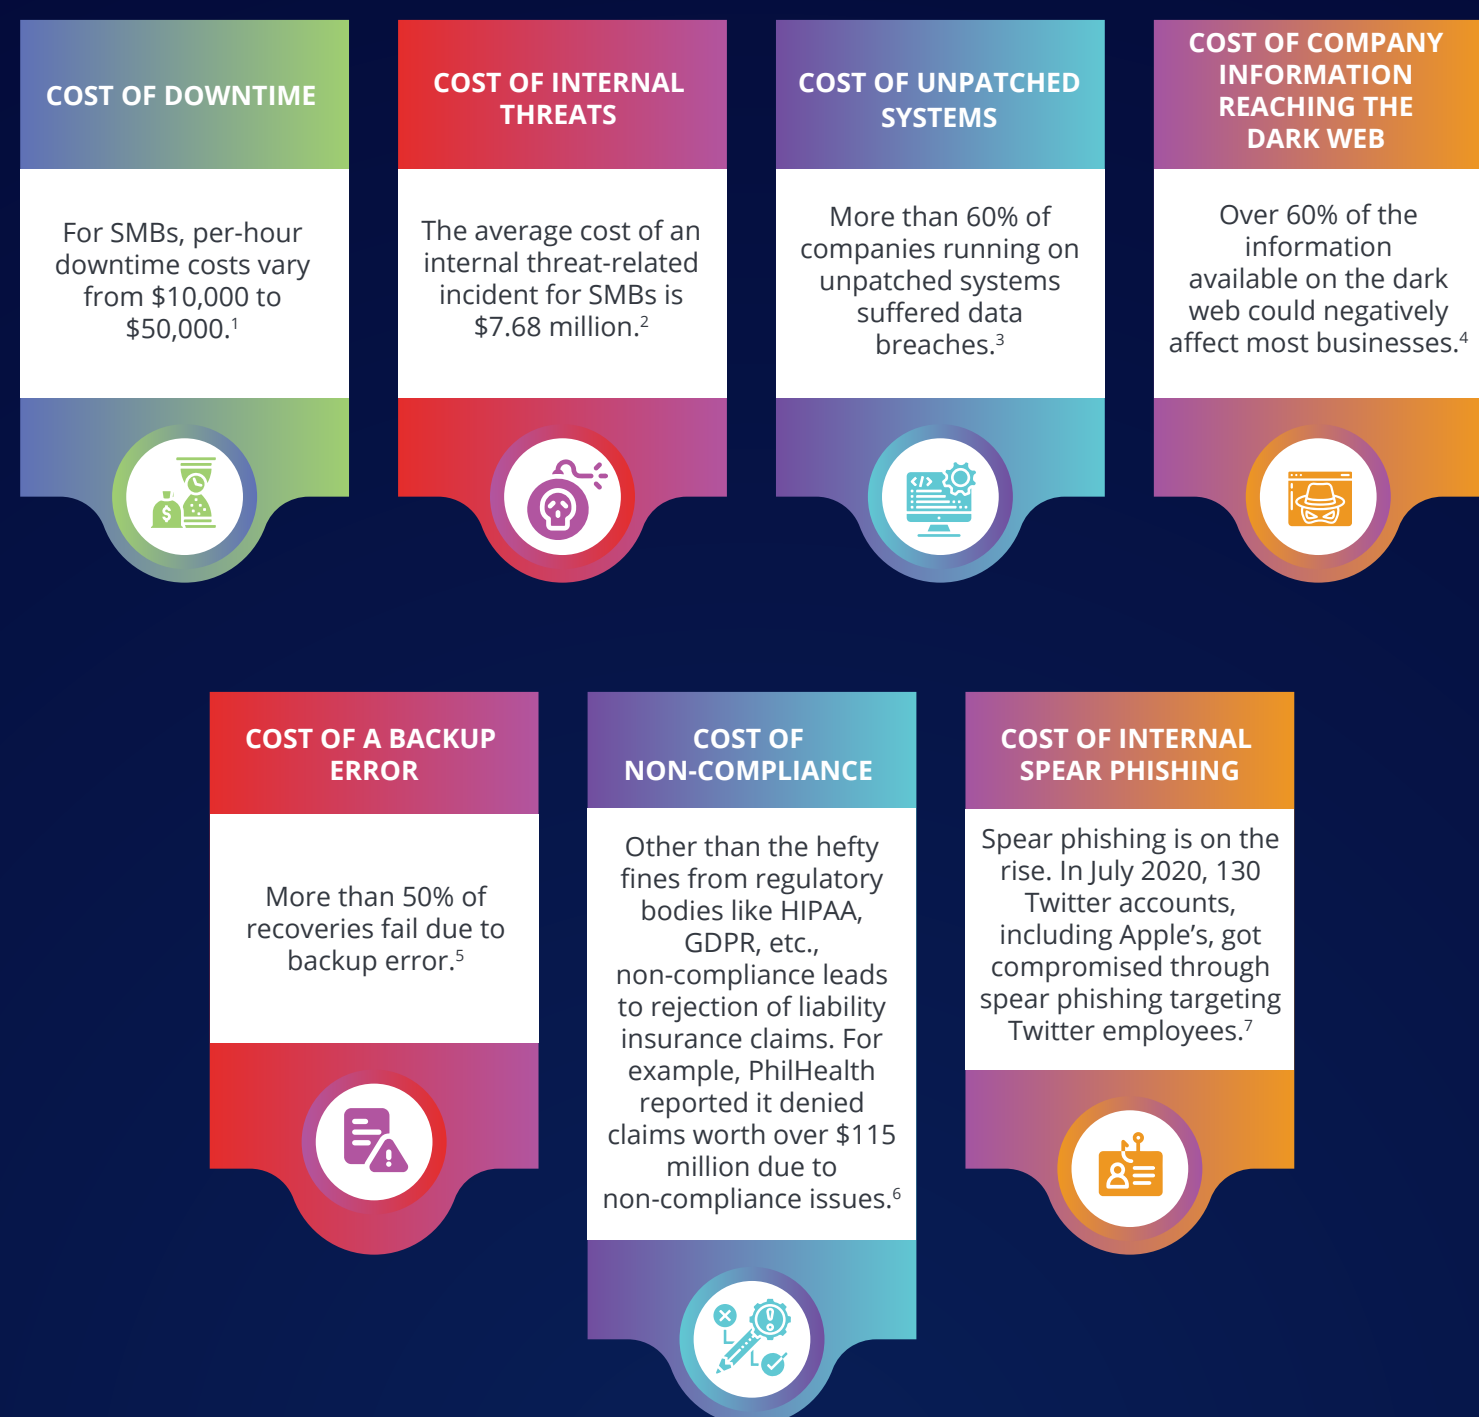 COST OF DOWNTIME
For SMBs, per-hour
downtime costs vary
from $10,000 to
$50,000.¹
COST OF INTERNAL
THREATS
The average cost of an
internal threat-related
incident for SMBs is
$7.68 million.²
COST OF UNPATCHED
SYSTEMS
More than 60% of
companies running on
unpatched systems
suffered data
breaches.³
COST OF COMPANY
INFORMATION
REACHING THE
DARK WEB
Over 60% of the
information
available on the dark
web could negatively
affect most businesses.⁴
COST OF A BACKUP
ERROR
More than 50% of
recoveries fail due to
backup error.⁵
COST OF
NON-COMPLIANCE
Other than the hefty
fines from regulatory
bodies like HIPAA,
GDPR, etc.,
non-compliance leads
to rejection of liability
insurance claims. For
example, PhilHealth
reported it denied
claims worth over $115
million due to
non-compliance issues.⁶
COST OF INTERNAL
SPEAR PHISHING
Spear phishing is on the
rise. In July 2020, 130
Twitter accounts,
including Apple’s, got
compromised through
spear phishing targeting
Twitter employees.⁷